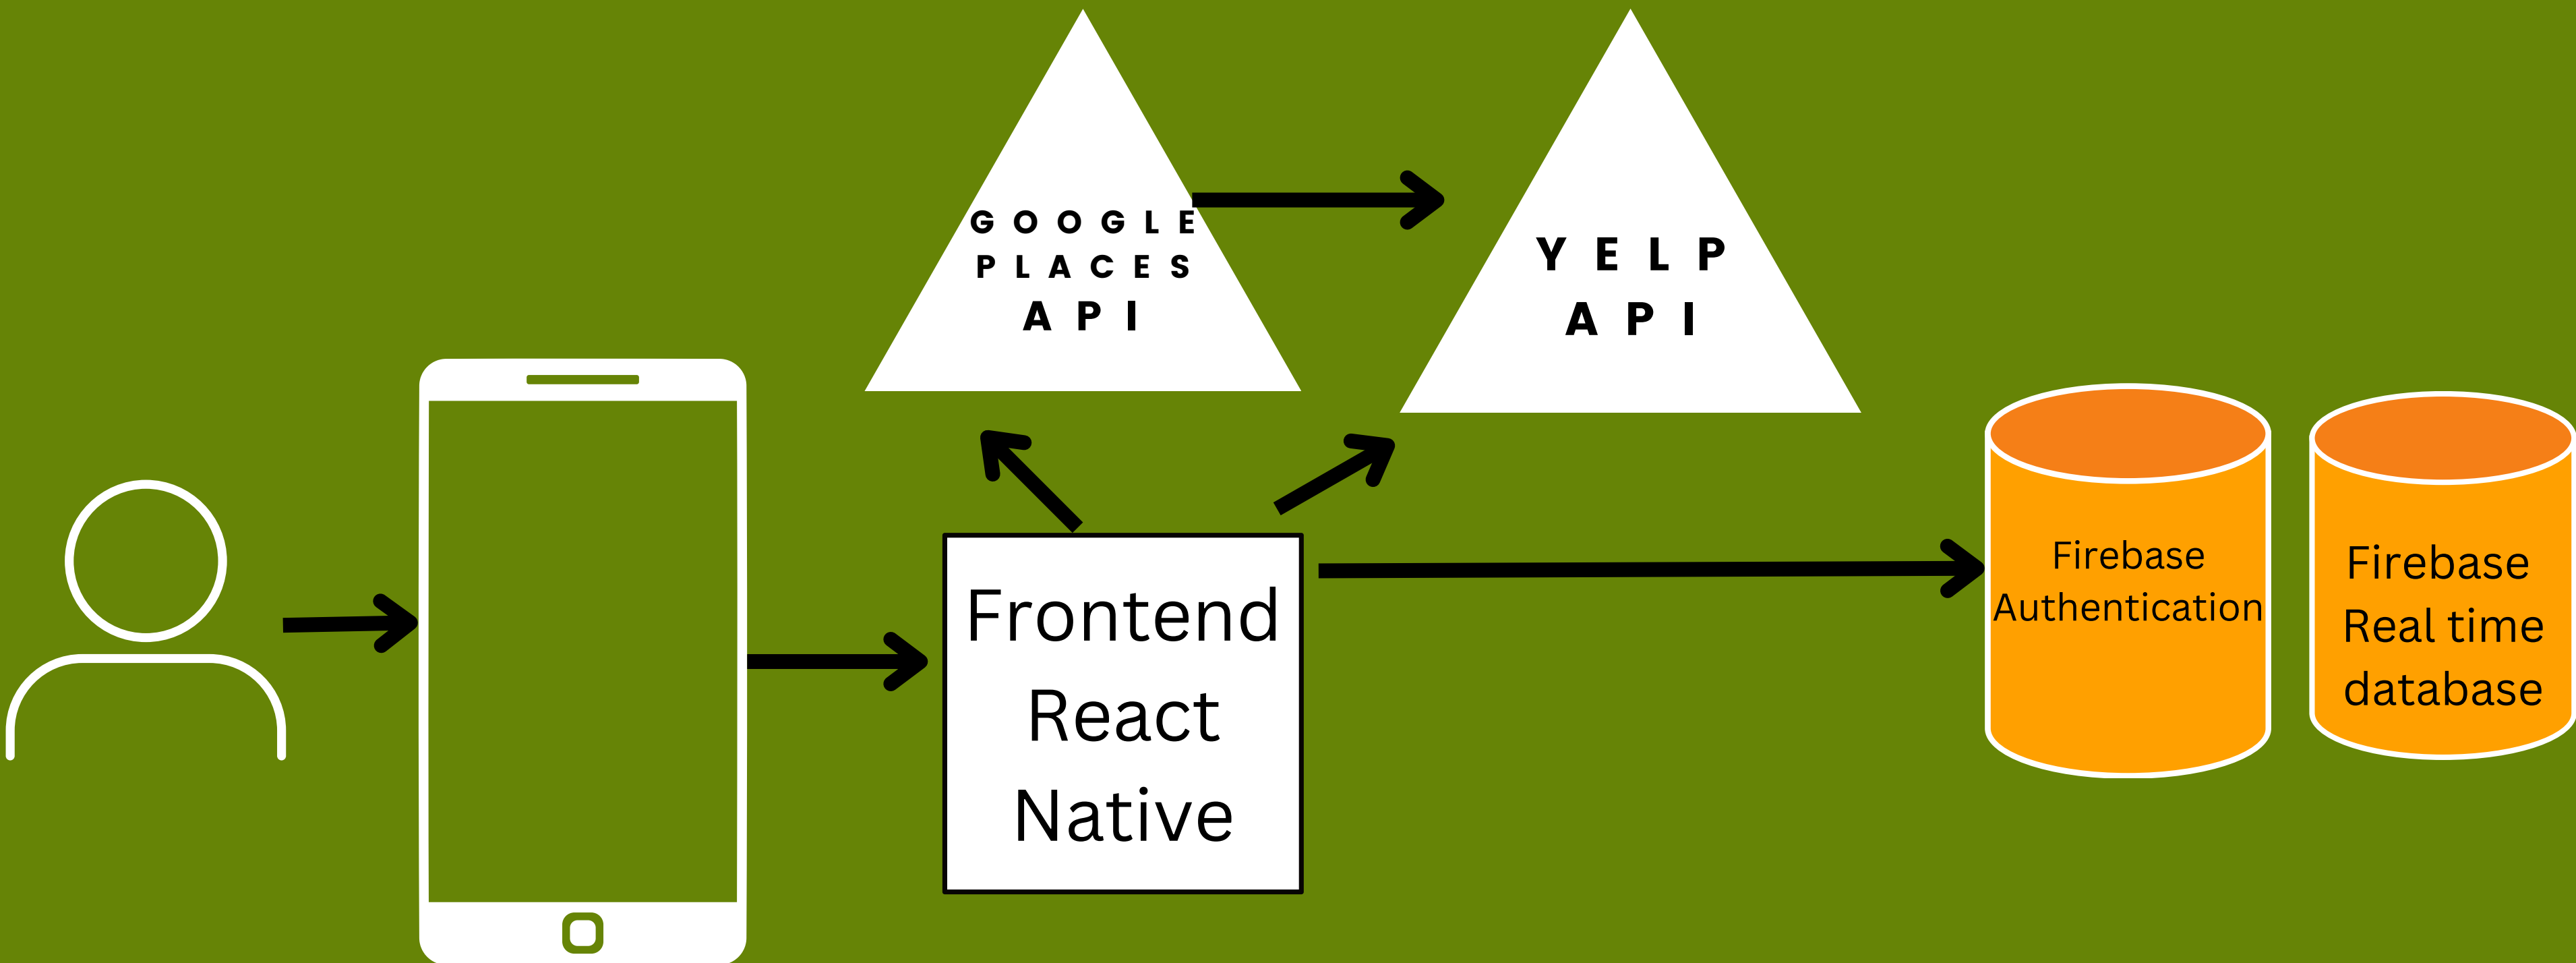 GOOGLE
PLACES
API
YELP
API
Frontend
React
Native
Firebase
Authentication
Firebase
Real time
database